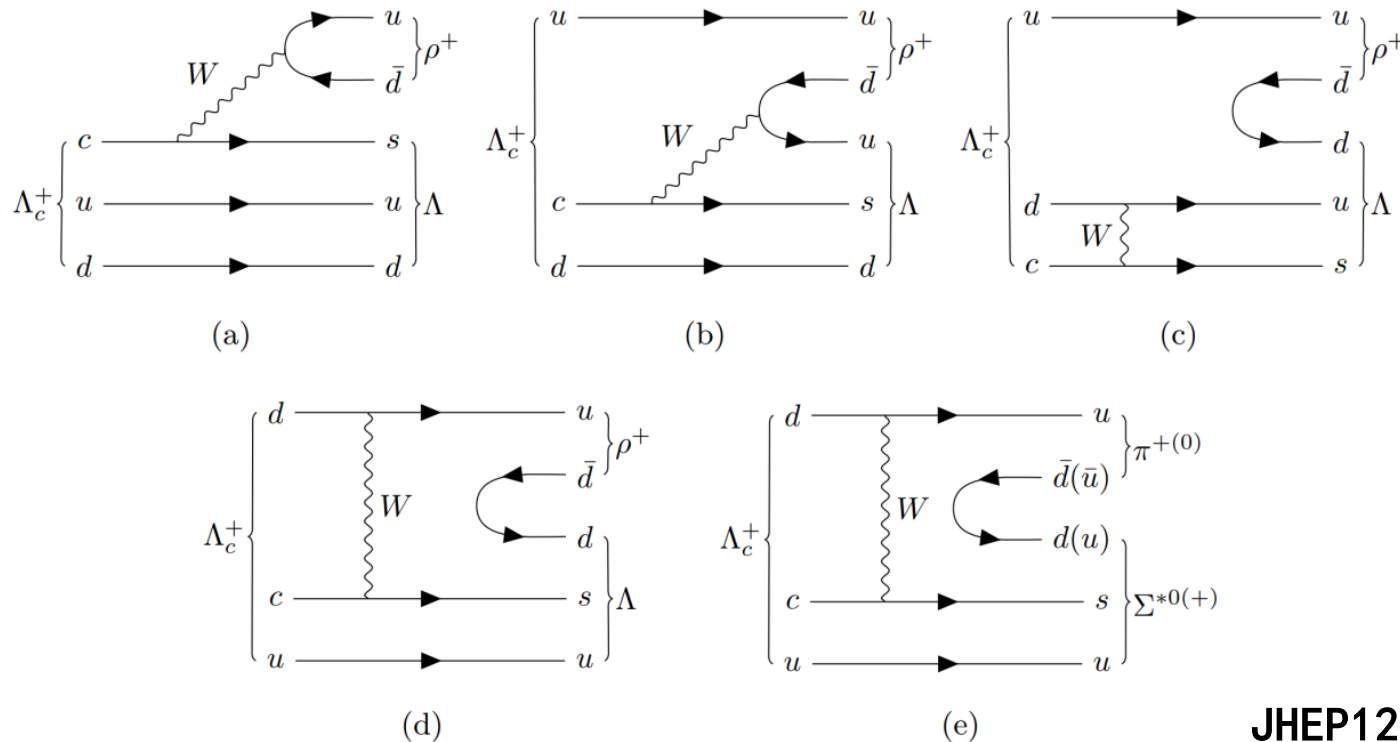 u u u u u
ρ⁺ ρ⁺ ρ⁺
W d̄ d̄ d̄
c s Λc⁺ W u Λc⁺ d
Λc⁺ u u Λ c s Λ d u Λ
W
d d d d c s
(a) (b) (c)
d u d u
ρ⁺ π⁺⁽⁰⁾
d̄ d̄(ū)
Λc⁺ W d Λc⁺ W d(u)
c s Λ c s Σ*⁰⁽⁺⁾
u u u u
(d) (e)
JHEP12